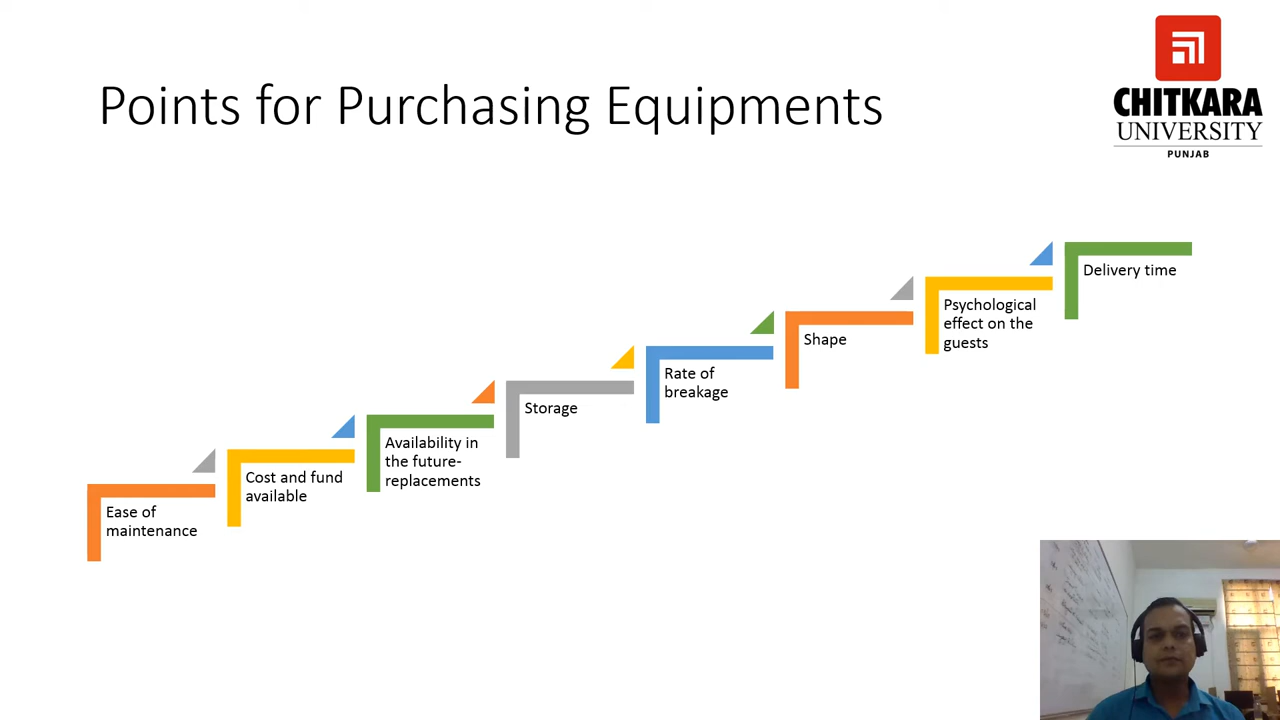 Points for Purchasing Equipments
CHITKARA
UNIVERSITY
PUNJAB
Ease of
maintenance
Cost and fund
available
Availability in
the future-
replacements
Storage
Rate of
breakage
Shape
Psychological
effect on the
guests
Delivery time